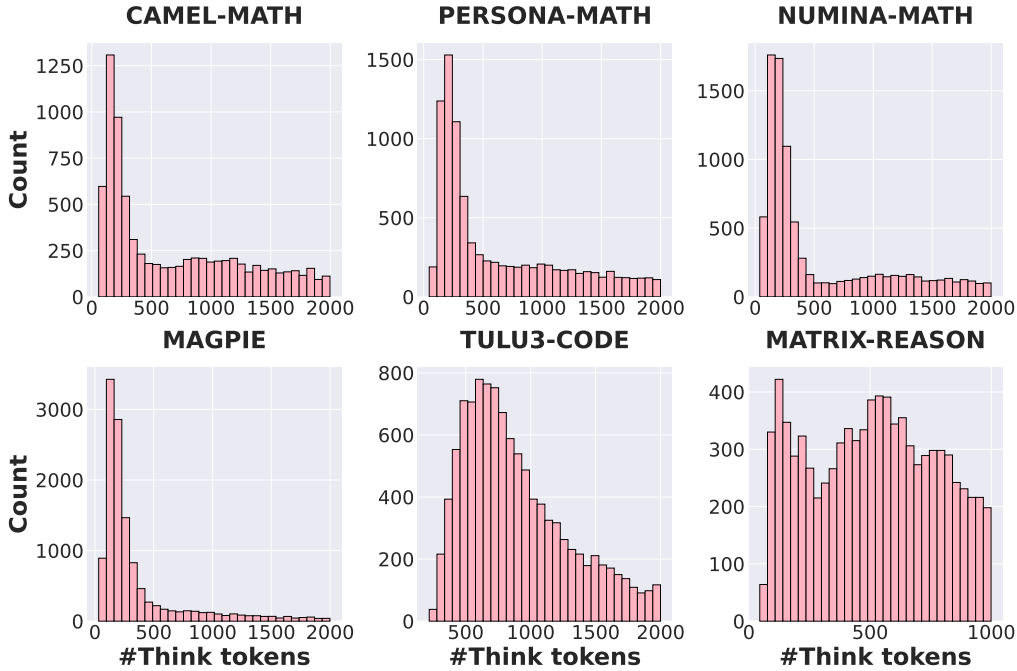 CAMEL-MATH
PERSONA-MATH
NUMINA-MATH
Count
1250
1000
750
500
250
0
0 500 1000 1500 2000
1500
1000
500
0
0 500 1000 1500 2000
1500
1000
500
0
0 500 1000 1500 2000
MAGPIE
TULU3-CODE
MATRIX-REASON
Count
3000
2000
1000
0
0 500 1000 1500 2000
#Think tokens
800
600
400
200
0
500 1000 1500 2000
#Think tokens
400
300
200
100
0
0 500 1000
#Think tokens